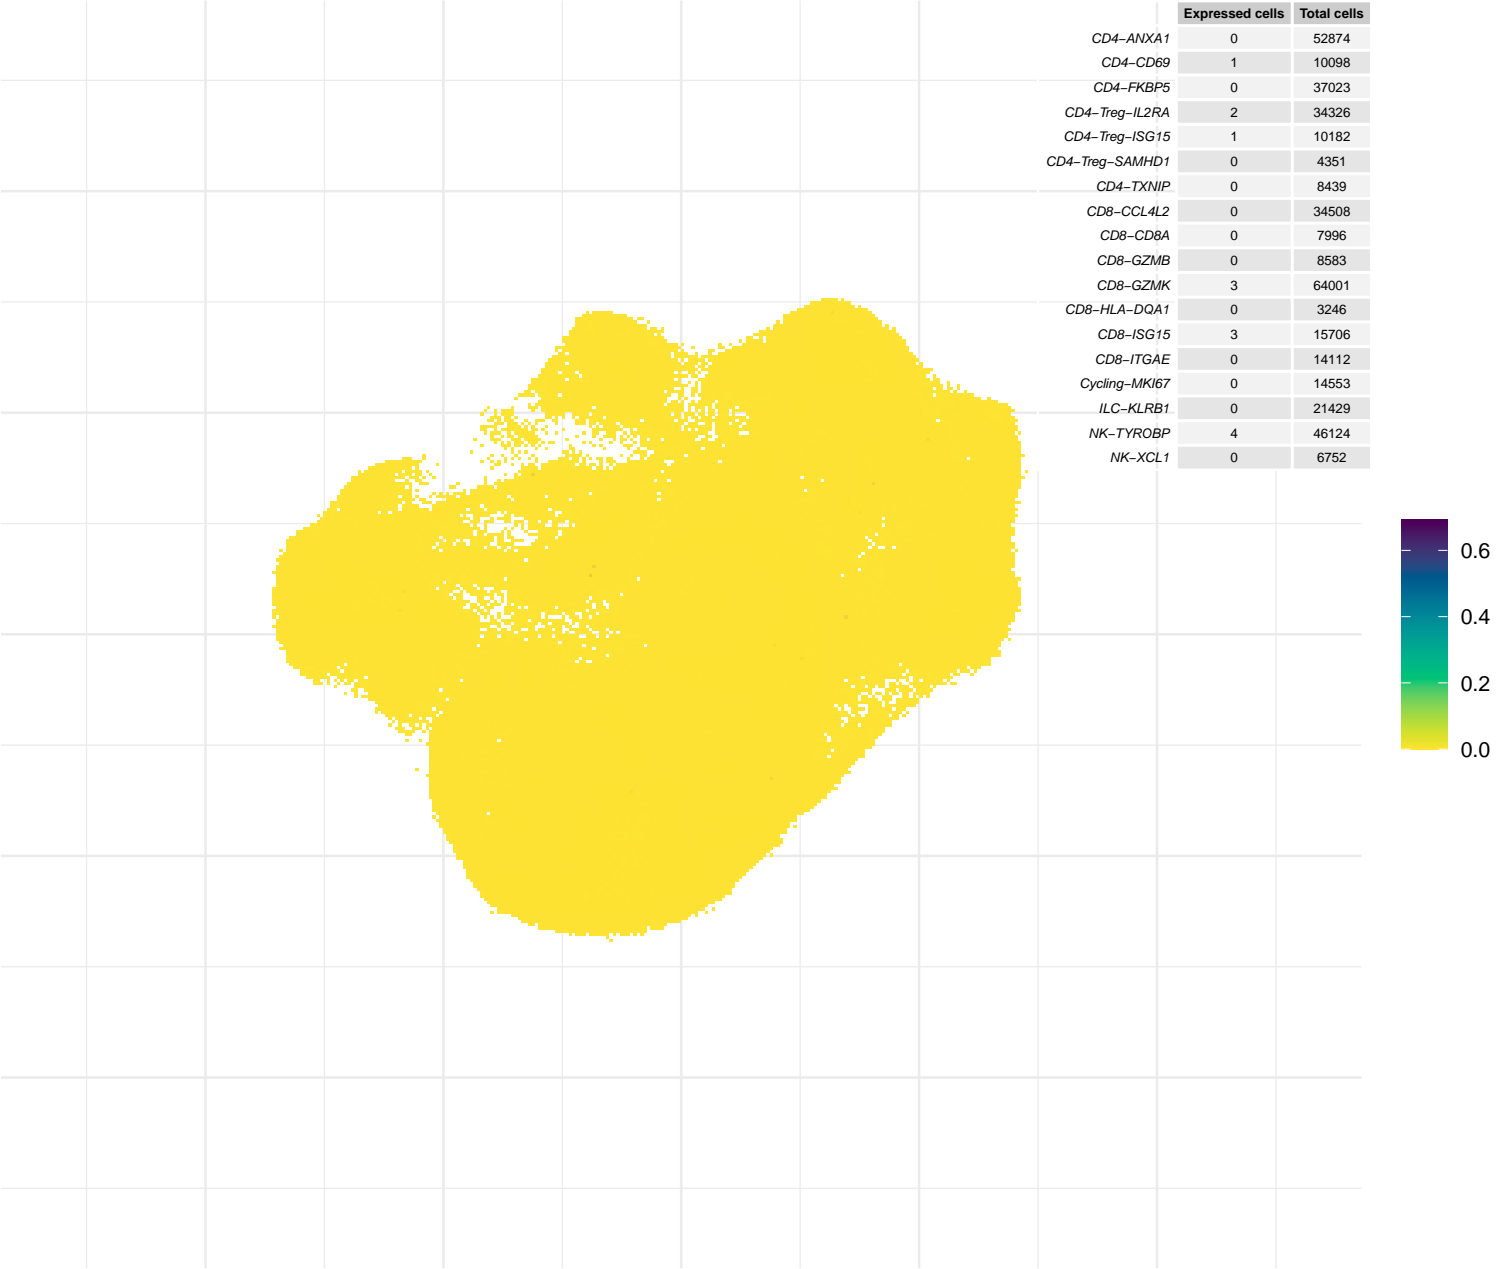 Expressed cells Total cells
CD4−ANXA1 0 52874
CD4−CD69 1 10098
CD4−FKBP5 0 37023
CD4−Treg−IL2RA 2 34326
CD4−Treg−ISG15 1 10182
CD4−Treg−SAMHD1 0 4351
CD4−TXNIP 0 8439
CD8−CCL4L2 0 34508
CD8−CD8A 0 7996
CD8−GZMB 0 8583
CD8−GZMK 3 64001
CD8−HLA−DQA1 0 3246
CD8−ISG15 3 15706
CD8−ITGAE 0 14112
Cycling−MKI67 0 14553
ILC−KLRB1 0 21429
NK−TYROBP 4 46124
NK−XCL1 0 6752
0.6
0.4
0.2
0.0